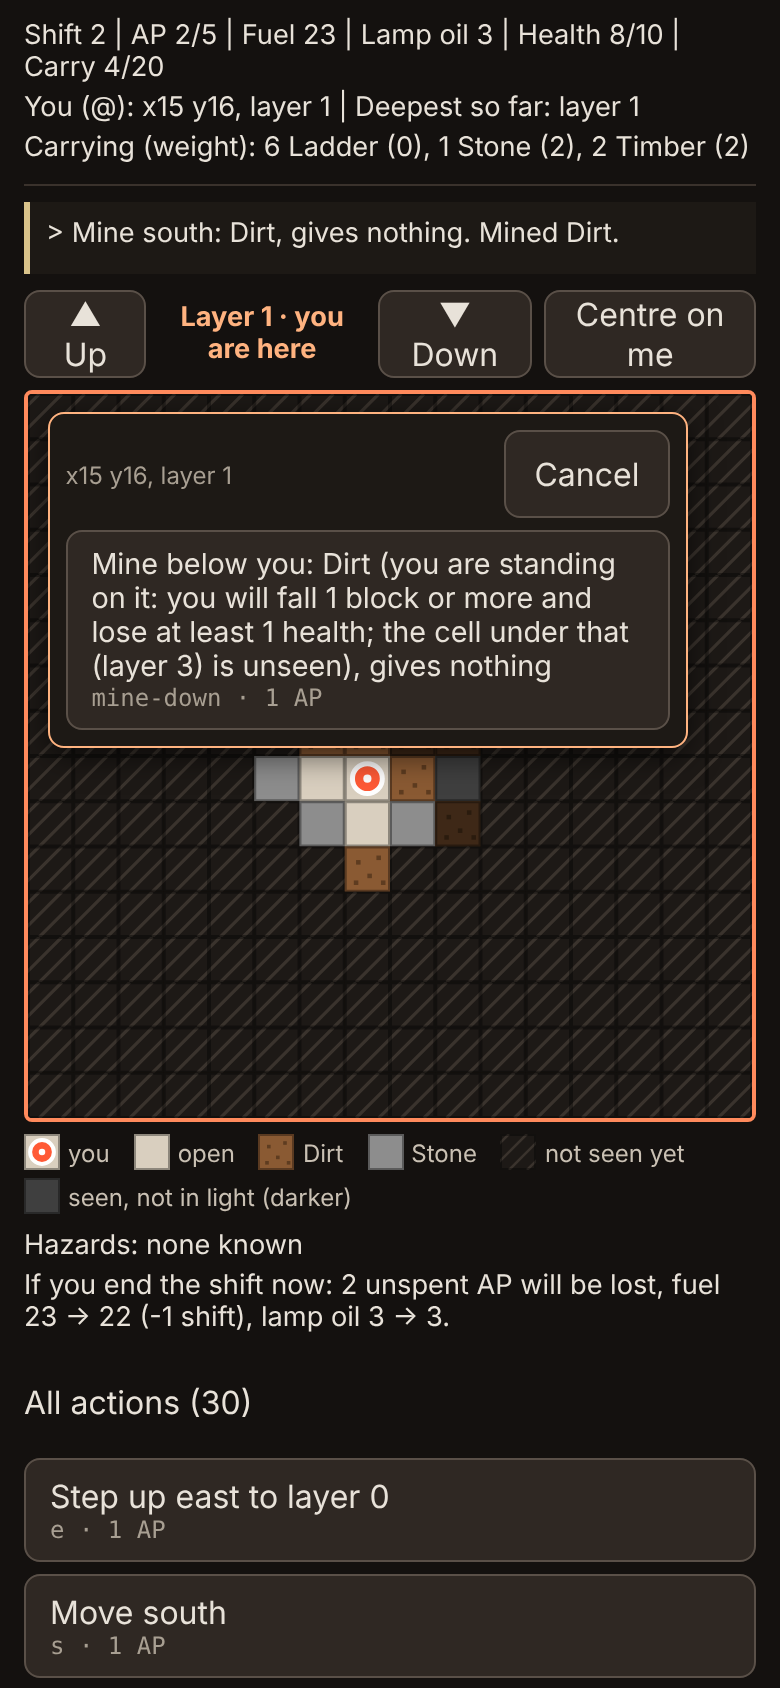 Shift 2 | AP 2/5 | Fuel 23 | Lamp oil 3 | Health 8/10 |
Carry 4/20
You (@): x15 y16, layer 1 | Deepest so far: layer 1
Carrying (weight): 6 Ladder (0), 1 Stone (2), 2 Timber (2)
> Mine south: Dirt, gives nothing. Mined Dirt.
▲
Up
Layer 1 · you
are here
▼
Down
Centre on
me
x15 y16, layer 1
Cancel
Mine below you: Dirt (you are standing
on it: you will fall 1 block or more and
lose at least 1 health; the cell under that
(layer 3) is unseen), gives nothing
mine-down · 1 AP
you
open
Dirt
Stone
not seen yet
seen, not in light (darker)
Hazards: none known
If you end the shift now: 2 unspent AP will be lost, fuel
23 → 22 (-1 shift), lamp oil 3 → 3.
All actions (30)
Step up east to layer 0
e · 1 AP
Move south
s · 1 AP